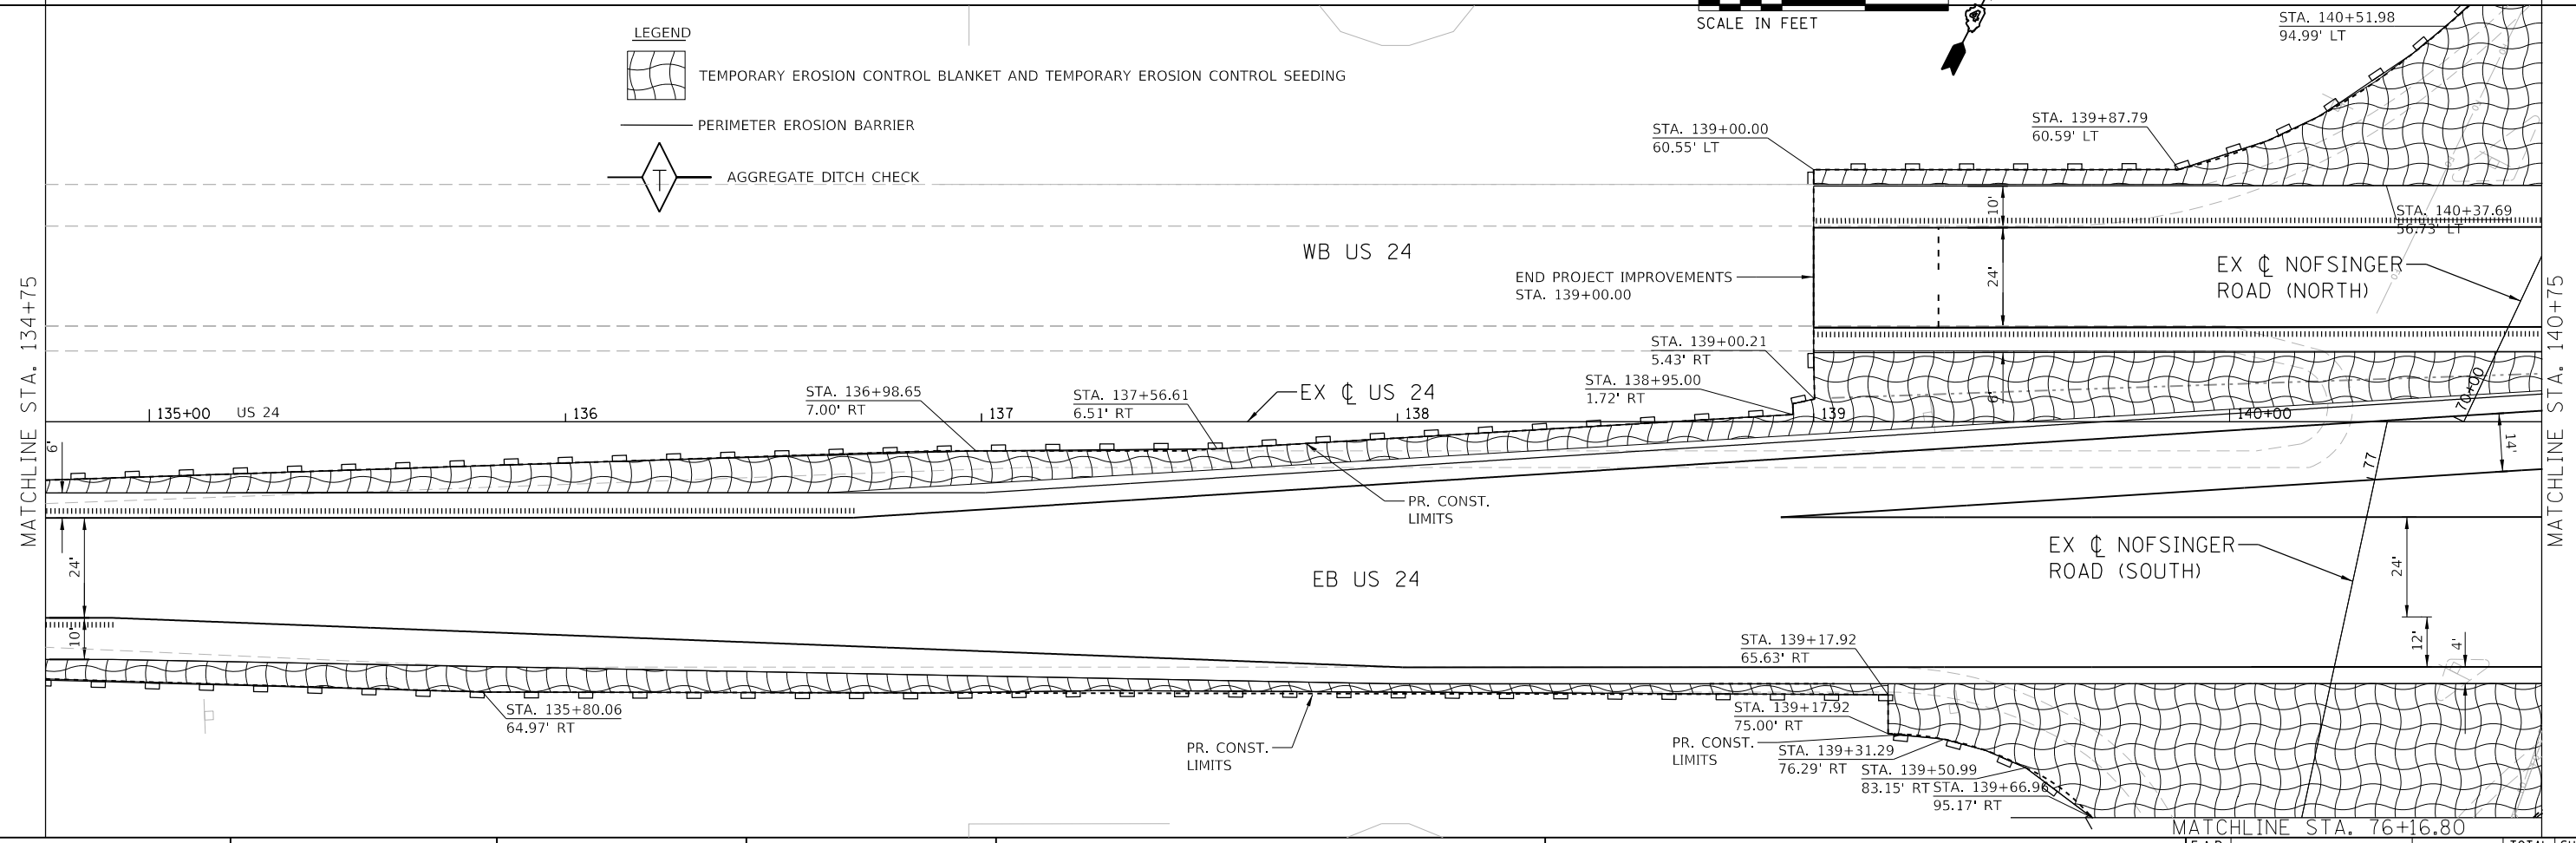 LEGEND
TEMPORARY EROSION CONTROL BLANKET AND TEMPORARY EROSION CONTROL SEEDING
PERIMETER EROSION BARRIER
T
AGGREGATE DITCH CHECK
SCALE IN FEET
STA. 140+51.98
94.99' LT
STA. 139+00.00
60.55' LT
STA. 139+87.79
60.59' LT
10'
STA. 140+37.69
56.73' LT
WB US 24
END PROJECT IMPROVEMENTS
STA. 139+00.00
24'
EX ℄ NOFSINGER
ROAD (NORTH)
MATCHLINE STA. 134+75
MATCHLINE STA. 140+75
STA. 139+00.21
5.43' RT
STA. 138+95.00
1.72' RT
STA. 136+98.65
7.00' RT
STA. 137+56.61
6.51' RT
EX ℄ US 24
6'
70+00
135+00
US 24
136
137
138
139
140+00
6'
14'
77
PR. CONST.
LIMITS
24'
EB US 24
EX ℄ NOFSINGER
ROAD (SOUTH)
24'
10'
12'
4'
STA. 139+17.92
65.63' RT
STA. 135+80.06
64.97' RT
STA. 139+17.92
75.00' RT
PR. CONST.
LIMITS
PR. CONST.
LIMITS
STA. 139+31.29
76.29' RT
STA. 139+50.99
83.15' RT
STA. 139+66.96
95.17' RT
MATCHLINE STA. 76+16.80